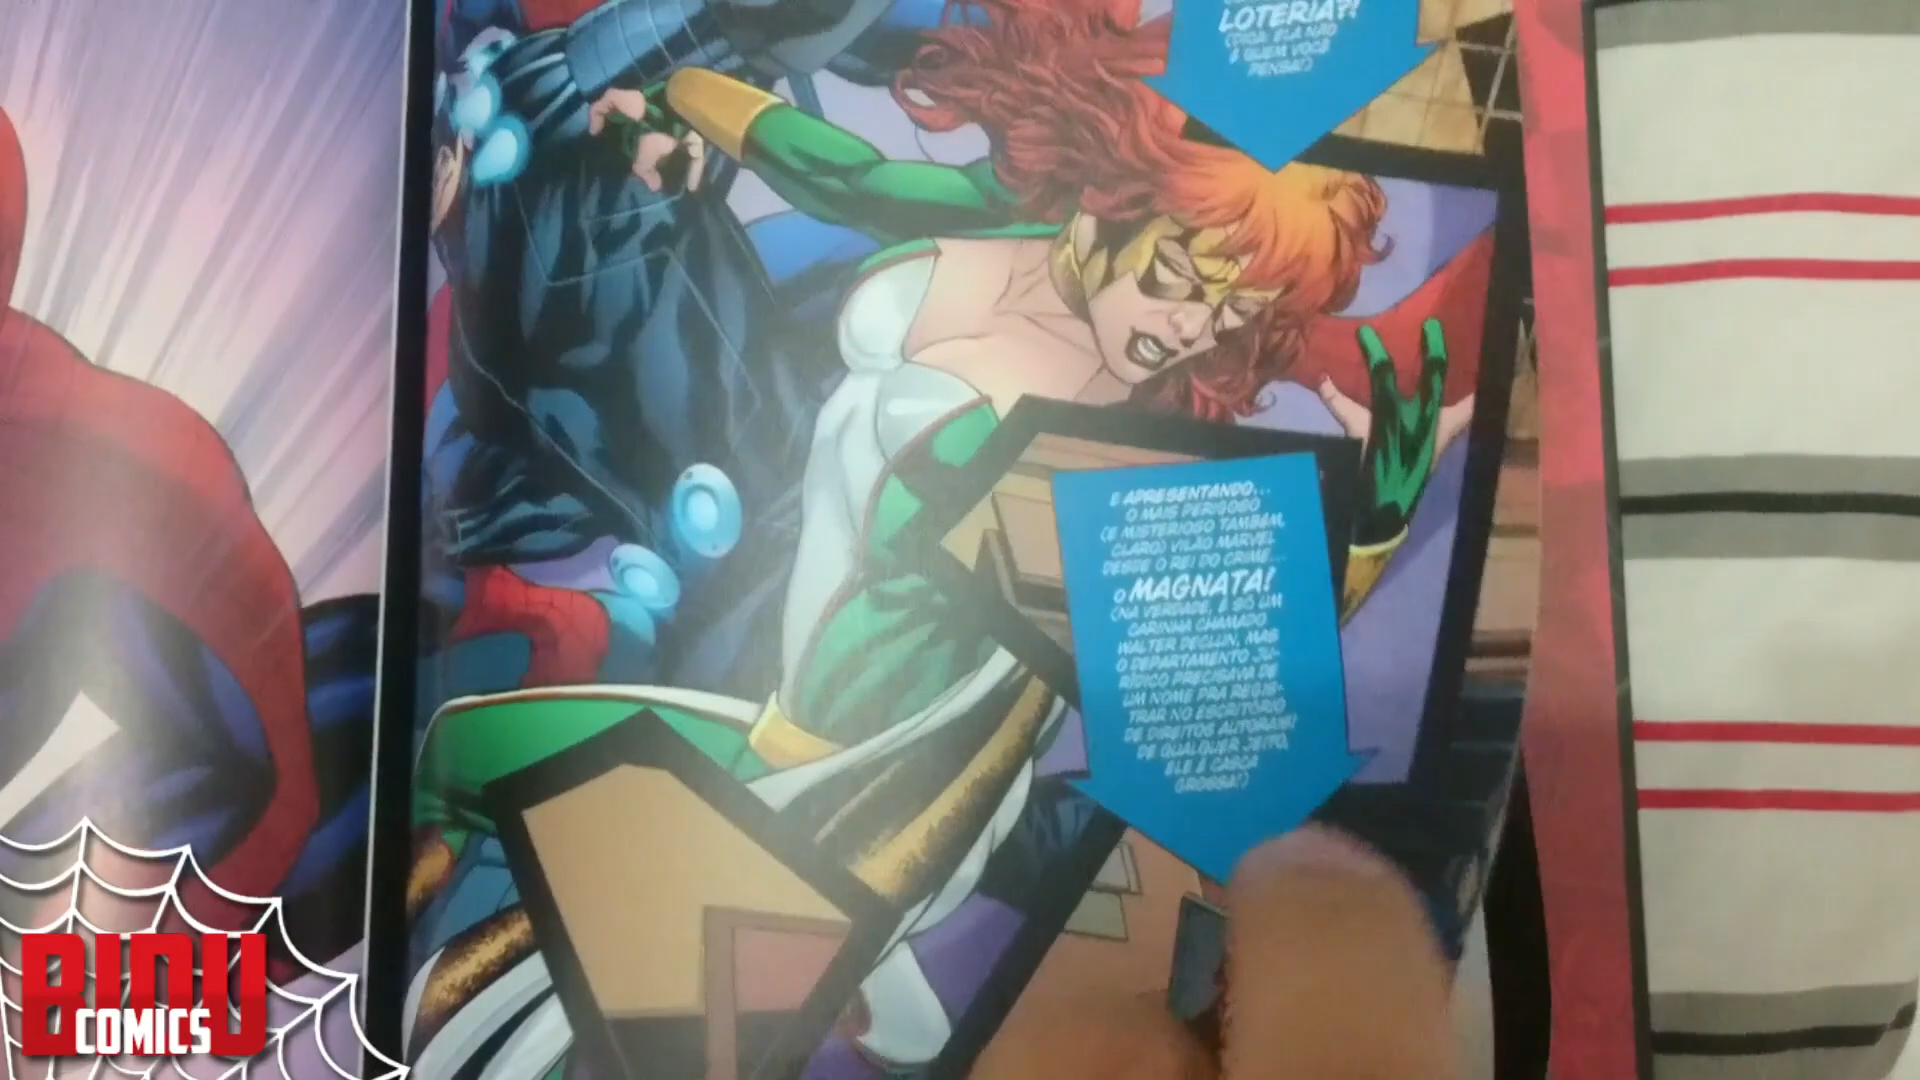 LOTERIA?!
(DICA: ELA NÃO
É QUEM VOCÊ
PENSA!)
E APRESENTANDO...
O MAIS PERIGOSO
(E MISTERIOSO TAMBÉM,
CLARO) VILÃO MARVEL
DESDE O REI DO CRIME...
O MAGNATA!
(NA VERDADE, É SÓ UM
CARINHA CHAMADO
WALTER DECLUN, MAS
O DEPARTAMENTO JU-
RÍDICO PRECISAVA DE
UM NOME PRA REGIS-
TRAR NO ESCRITÓRIO
DE DIREITOS AUTORAIS!
DE QUALQUER JEITO,
ELE É CASCA
GROSSA!)
BINU
COMICS